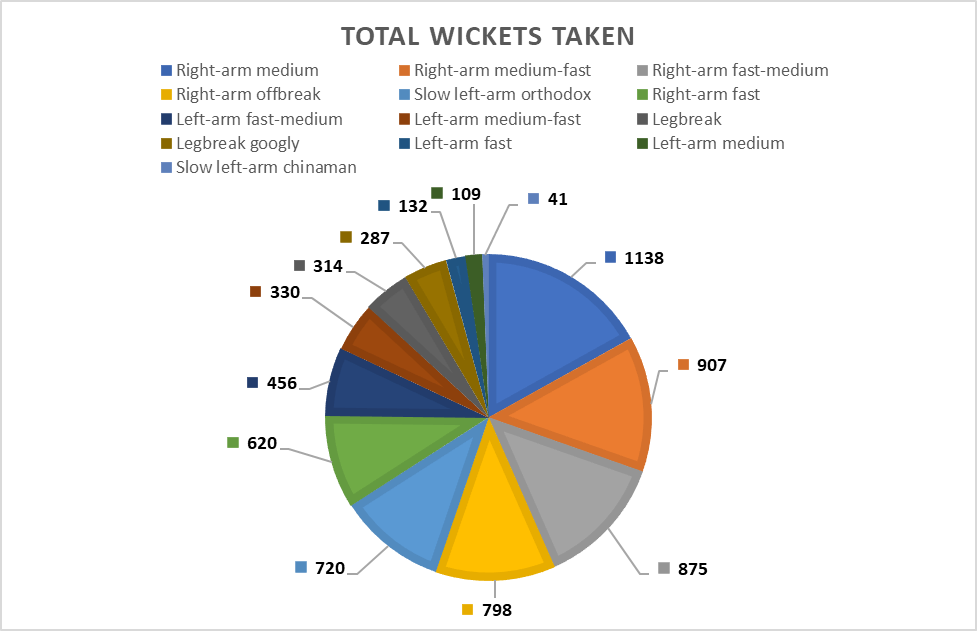 TOTAL WICKETS TAKEN
Right-arm medium Right-arm medium-fast Right-arm fast-medium
Right-arm offbreak Slow left-arm orthodox Right-arm fast
Left-arm fast-medium Left-arm medium-fast Legbreak
Legbreak googly Left-arm fast Left-arm medium
Slow left-arm chinaman
1138
907
875
798
720
620
456
330
314
287
132
109
41